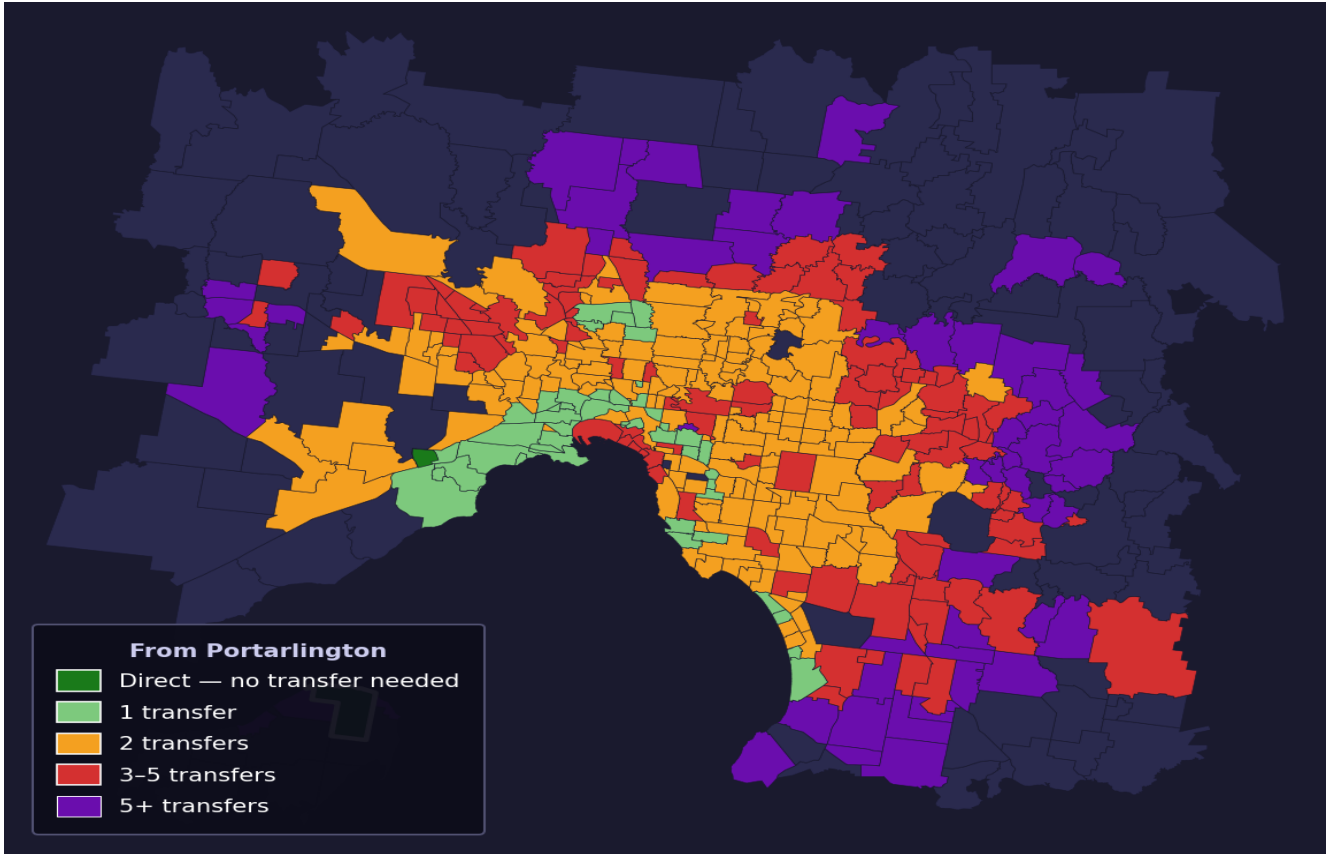 From Portarlington
Direct — no transfer needed
1 transfer
2 transfers
3–5 transfers
5+ transfers